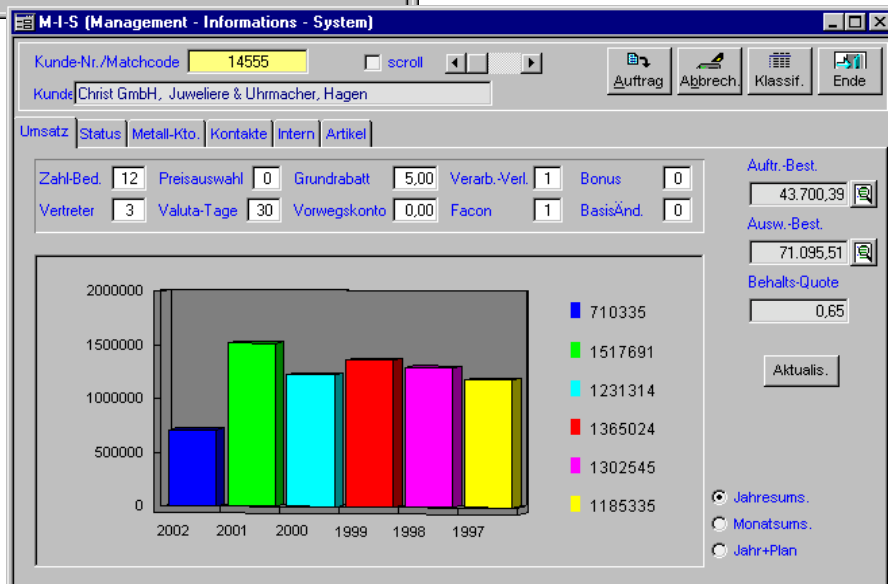 M-I-S (Management - Informations - System)
Kunde-Nr./Matchcode 14555 scroll
Auftrag Abbrech. Klassif. Ende
Kunde Christ GmbH, Juweliere & Uhrmacher, Hagen
Umsatz Status Metall-Kto. Kontakte Intern Artikel
Zahl-Bed. 12 Preisauswahl 0 Grundrabatt 5,00 Verarb.-Verl. 1 Bonus 0
Vertreter 3 Valuta-Tage 30 Vorwegskonto 0,00 Facon 1 BasisÄnd. 0
Auftr.-Best.
43.700,39
Ausw.-Best.
71.095,51
Behalts-Quote
0,65
Aktualis.
2000000
1500000
1000000
500000
0
2002 2001 2000 1999 1998 1997
710335
1517691
1231314
1365024
1302545
1185335
Jahresums.
Monatsums.
Jahr+Plan